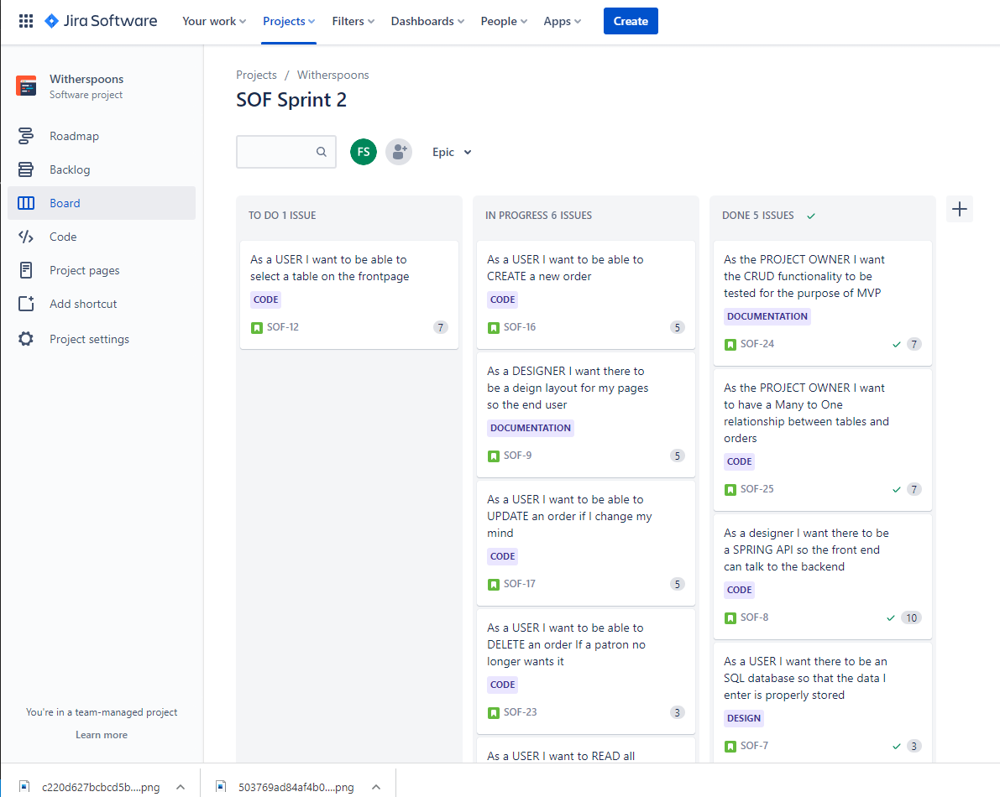 Jira Software
Your work
Projects
Filters
Dashboards
People
Apps
Create
Witherspoons
Software project
Roadmap
Backlog
Board
Code
Project pages
Add shortcut
Project settings
You're in a team-managed project
Learn more
Projects / Witherspoons
SOF Sprint 2
FS
Epic
TO DO 1 ISSUE
As a USER I want to be able to
select a table on the frontpage
CODE
SOF-12
7
IN PROGRESS 6 ISSUES
As a USER I want to be able to
CREATE a new order
CODE
SOF-16
5
As a DESIGNER I want there to
be a deign layout for my pages
so the end user
DOCUMENTATION
SOF-9
5
As a USER I want to be able to
UPDATE an order if I change my
mind
CODE
SOF-17
5
As a USER I want to be able to
DELETE an order If a patron no
longer wants it
CODE
SOF-23
3
As a USER I want to READ all
DONE 5 ISSUES
As the PROJECT OWNER I want
the CRUD functionality to be
tested for the purpose of MVP
DOCUMENTATION
SOF-24
7
As the PROJECT OWNER I want
to have a Many to One
relationship between tables and
orders
CODE
SOF-25
7
As a designer I want there to be
a SPRING API so the front end
can talk to the backend
CODE
SOF-8
10
As a USER I want there to be an
SQL database so that the data I
enter is properly stored
DESIGN
SOF-7
3
c220d627bcbcd5b....png
503769ad84af4b0....png